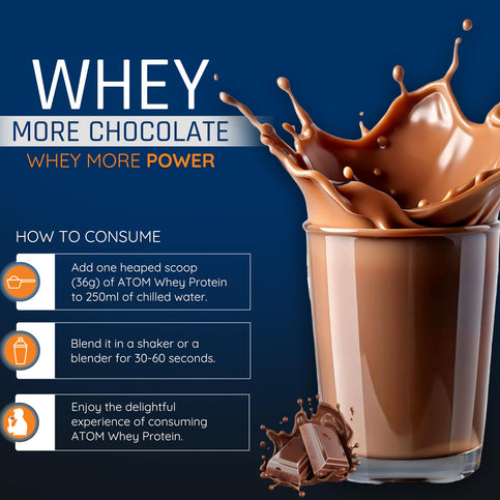 WHEY
MORE CHOCOLATE
WHEY MORE POWER
HOW TO CONSUME
Add one heaped scoop
(36g) of ATOM Whey Protein
to 250ml of chilled water.
Blend it in a shaker or a
blender for 30-60 seconds.
Enjoy the delightful
experience of consuming
ATOM Whey Protein.